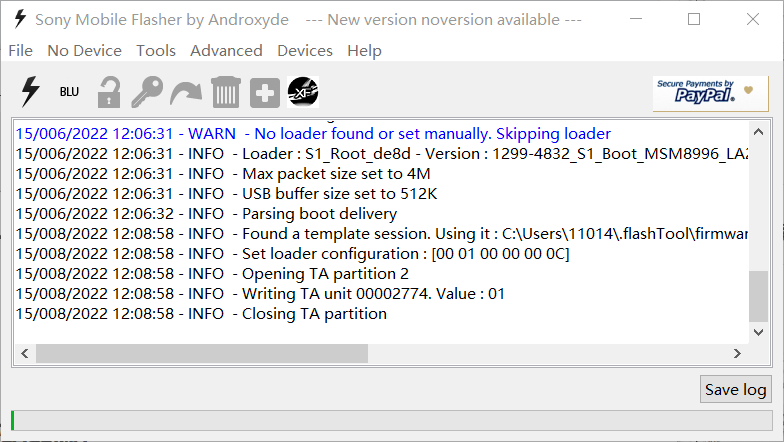 Sony Mobile Flasher by Androxyde --- New version noversion available ---
File No Device Tools Advanced Devices Help
BLU
XF
Secure Payments by
PayPal.
15/006/2022 12:06:31 - WARN - No loader found or set manually. Skipping loader
15/006/2022 12:06:31 - INFO - Loader : S1_Root_de8d - Version : 1299-4832_S1_Boot_MSM8996_LA2
15/006/2022 12:06:31 - INFO - Max packet size set to 4M
15/006/2022 12:06:31 - INFO - USB buffer size set to 512K
15/006/2022 12:06:32 - INFO - Parsing boot delivery
15/008/2022 12:08:58 - INFO - Found a template session. Using it : C:\Users\11014\.flashTool\firmwar
15/008/2022 12:08:58 - INFO - Set loader configuration : [00 01 00 00 00 0C]
15/008/2022 12:08:58 - INFO - Opening TA partition 2
15/008/2022 12:08:58 - INFO - Writing TA unit 00002774. Value : 01
15/008/2022 12:08:58 - INFO - Closing TA partition
Save log